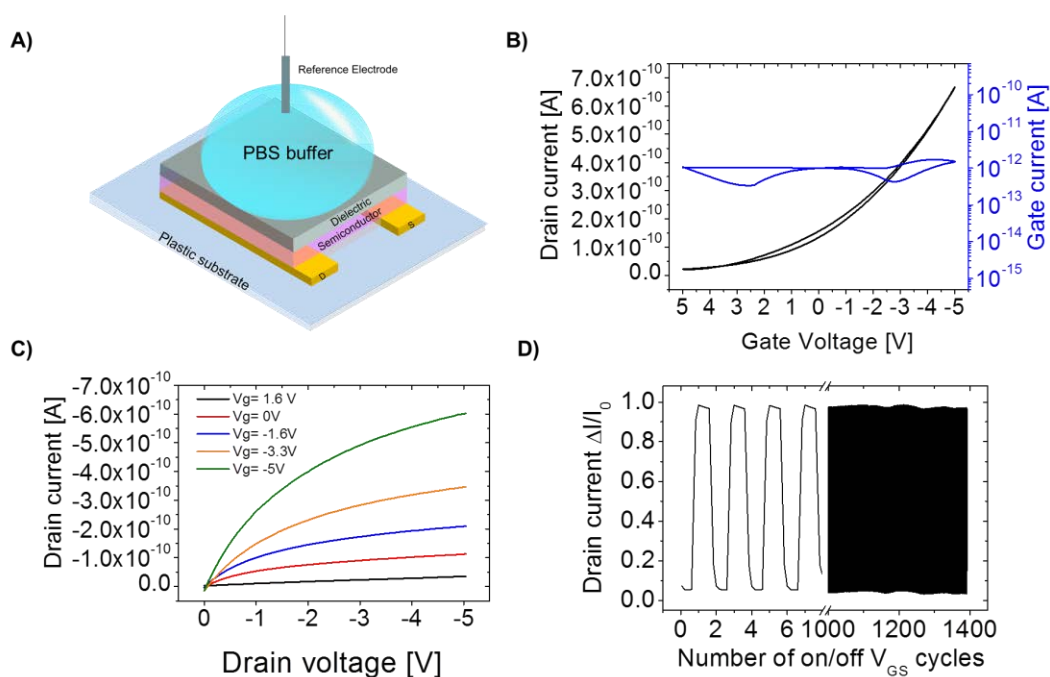 A)
Reference Electrode
PBS buffer
Dielectric
Semiconductor
S
D
Plastic substrate
B)
7.0x10⁻¹⁰
6.0x10⁻¹⁰
5.0x10⁻¹⁰
4.0x10⁻¹⁰
3.0x10⁻¹⁰
2.0x10⁻¹⁰
1.0x10⁻¹⁰
0.0
Drain current [A]
10⁻¹⁰
10⁻¹¹
10⁻¹²
10⁻¹³
10⁻¹⁴
10⁻¹⁵
Gate current [A]
5 4 3 2 1 0 -1 -2 -3 -4 -5
Gate Voltage [V]
C)
-7.0x10⁻¹⁰
-6.0x10⁻¹⁰
-5.0x10⁻¹⁰
-4.0x10⁻¹⁰
-3.0x10⁻¹⁰
-2.0x10⁻¹⁰
-1.0x10⁻¹⁰
0.0
Drain current [A]
Vg= 1.6 V
Vg= 0V
Vg= -1.6V
Vg= -3.3V
Vg= -5V
0 -1 -2 -3 -4 -5
Drain voltage [V]
D)
1.0
0.8
0.6
0.4
0.2
0.0
Drain current ΔI/I₀
0 2 4 6 8 1000 1200 1400
Number of on/off V_GS cycles